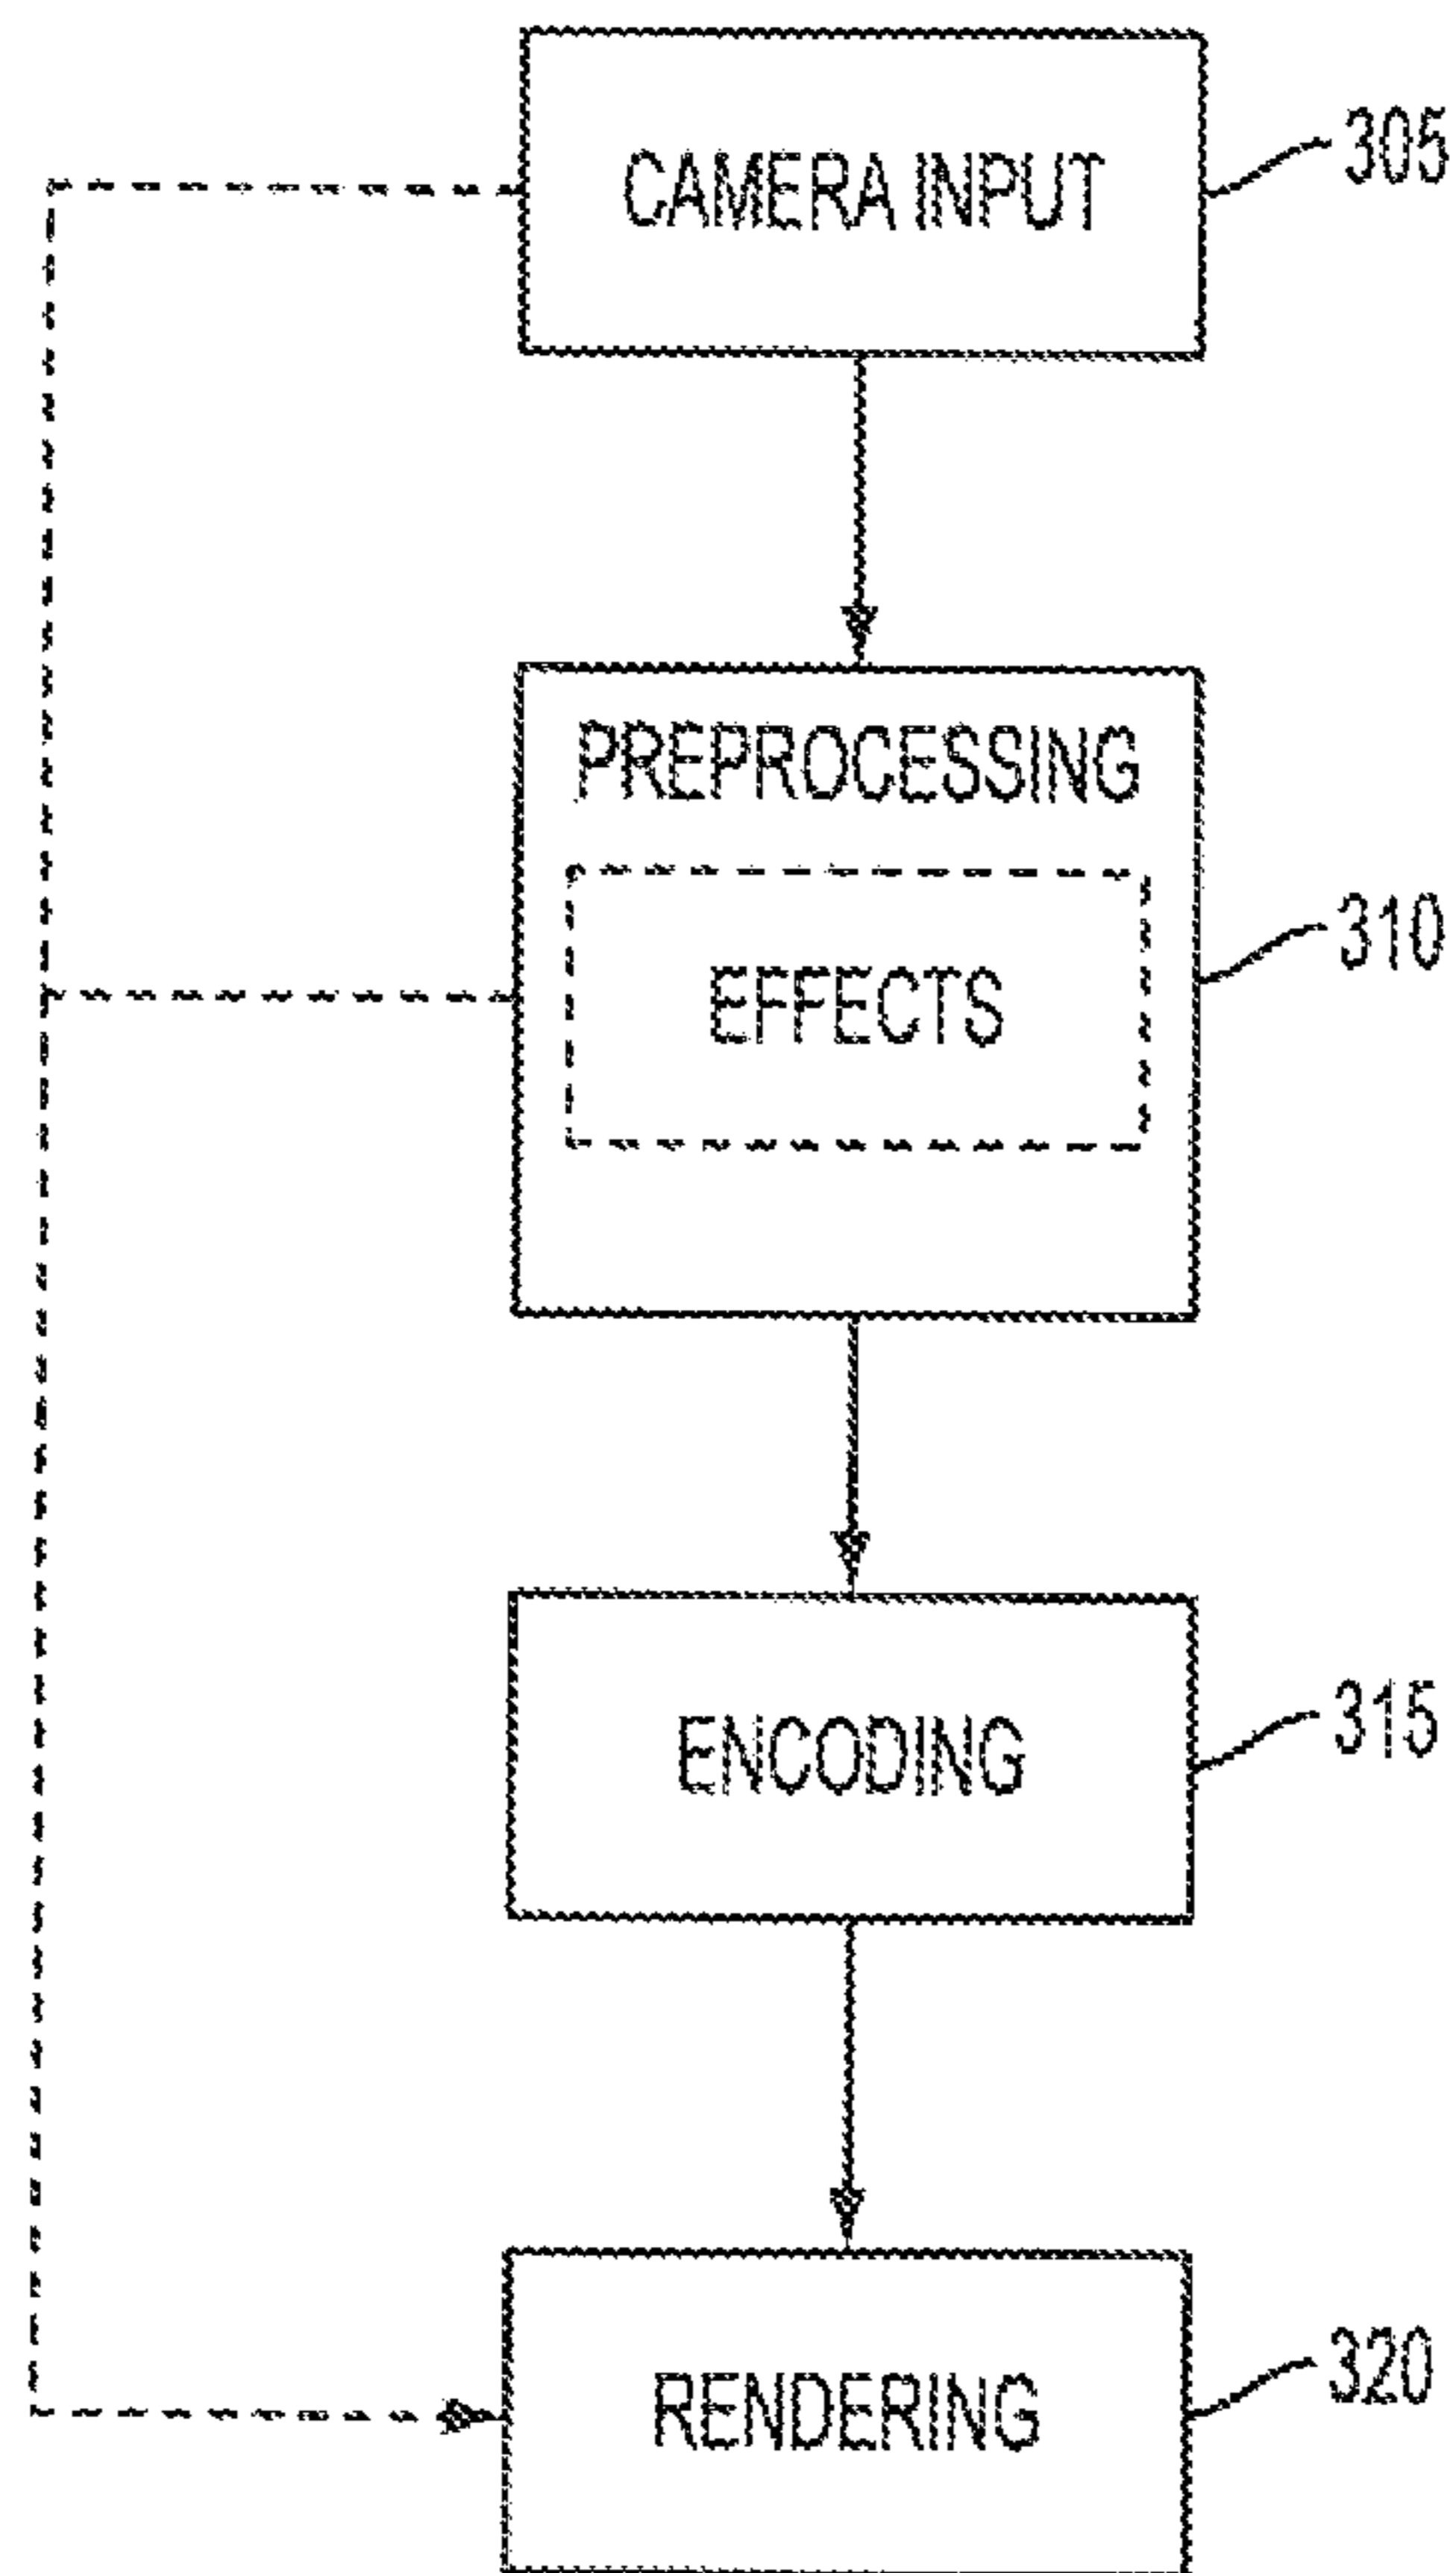 CAMERA INPUT
305
PREPROCESSING
EFFECTS
310
ENCODING
315
RENDERING
320